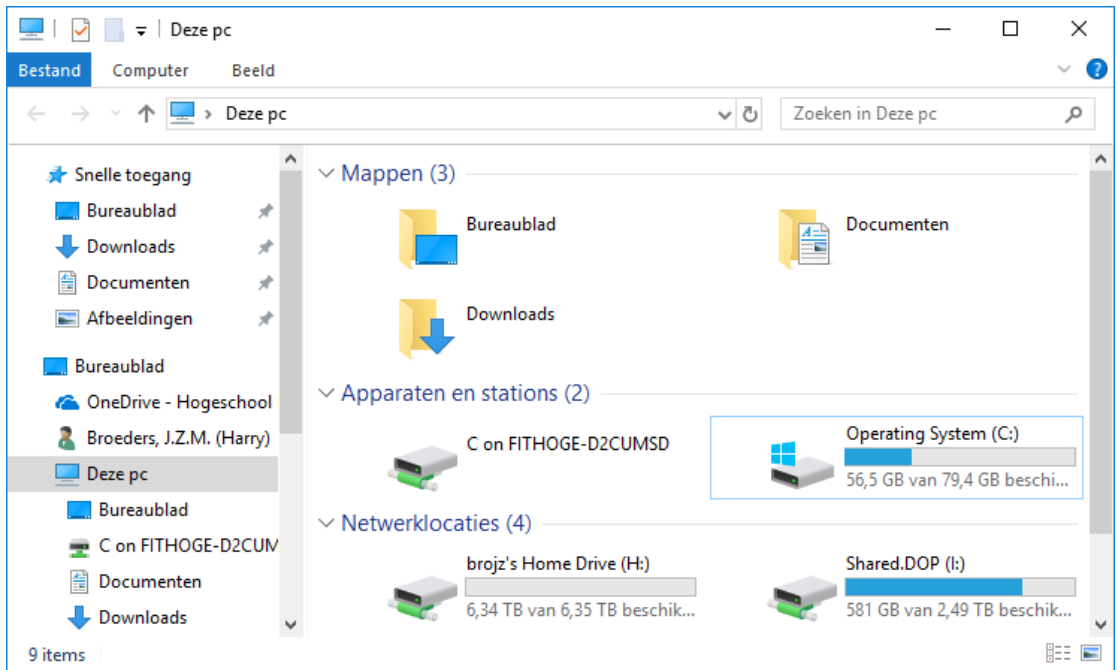 Deze pc
Bestand Computer Beeld
Deze pc Zoeken in Deze pc
Snelle toegang
Bureaublad
Downloads
Documenten
Afbeeldingen
Bureaublad
OneDrive - Hogeschool
Broeders, J.Z.M. (Harry)
Deze pc
Bureaublad
C on FITHOGE-D2CUM
Documenten
Downloads
Mappen (3)
Bureaublad Documenten
Downloads
Apparaten en stations (2)
C on FITHOGE-D2CUMSD Operating System (C:)
56,5 GB van 79,4 GB beschi...
Netwerklocaties (4)
brojz's Home Drive (H:) Shared.DOP (I:)
6,34 TB van 6,35 TB beschik... 581 GB van 2,49 TB beschik...
9 items